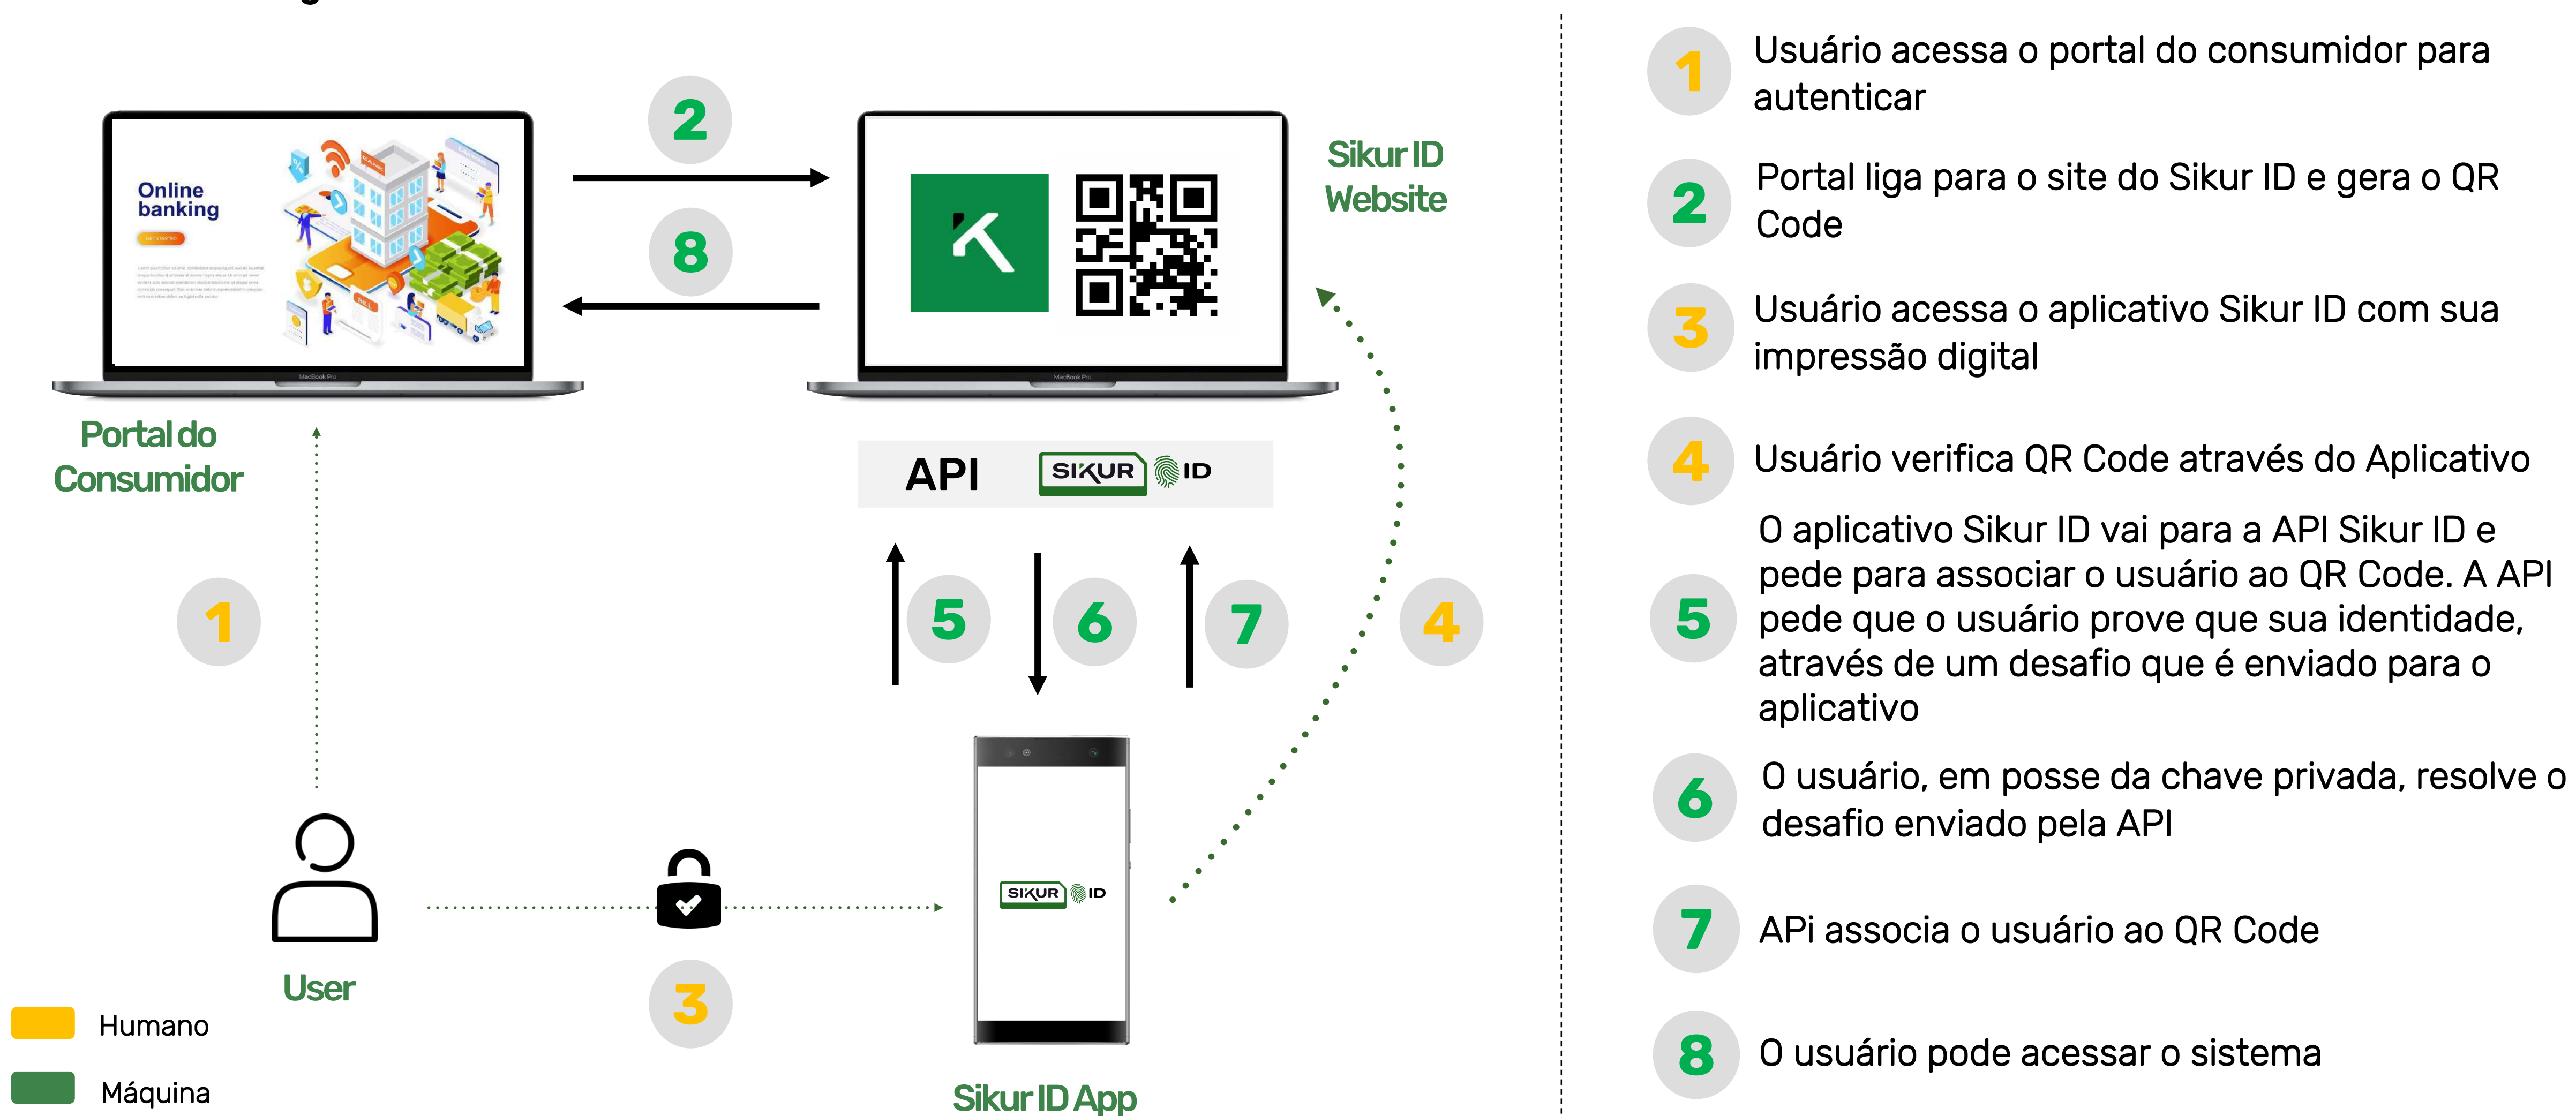 2
8
Online
banking
MacBook Pro
MacBook Pro
Sikur ID
Website
Portal do
Consumidor
API SIKUR ID
1
5
6
7
4
SIKUR ID
User
3
Humano
Máquina
Sikur ID App
1 Usuário acessa o portal do consumidor para
autenticar
2 Portal liga para o site do Sikur ID e gera o QR
Code
3 Usuário acessa o aplicativo Sikur ID com sua
impressão digital
4 Usuário verifica QR Code através do Aplicativo
5 O aplicativo Sikur ID vai para a API Sikur ID e
pede para associar o usuário ao QR Code. A API
pede que o usuário prove que sua identidade,
através de um desafio que é enviado para o
aplicativo
6 O usuário, em posse da chave privada, resolve o
desafio enviado pela API
7 APi associa o usuário ao QR Code
8 O usuário pode acessar o sistema